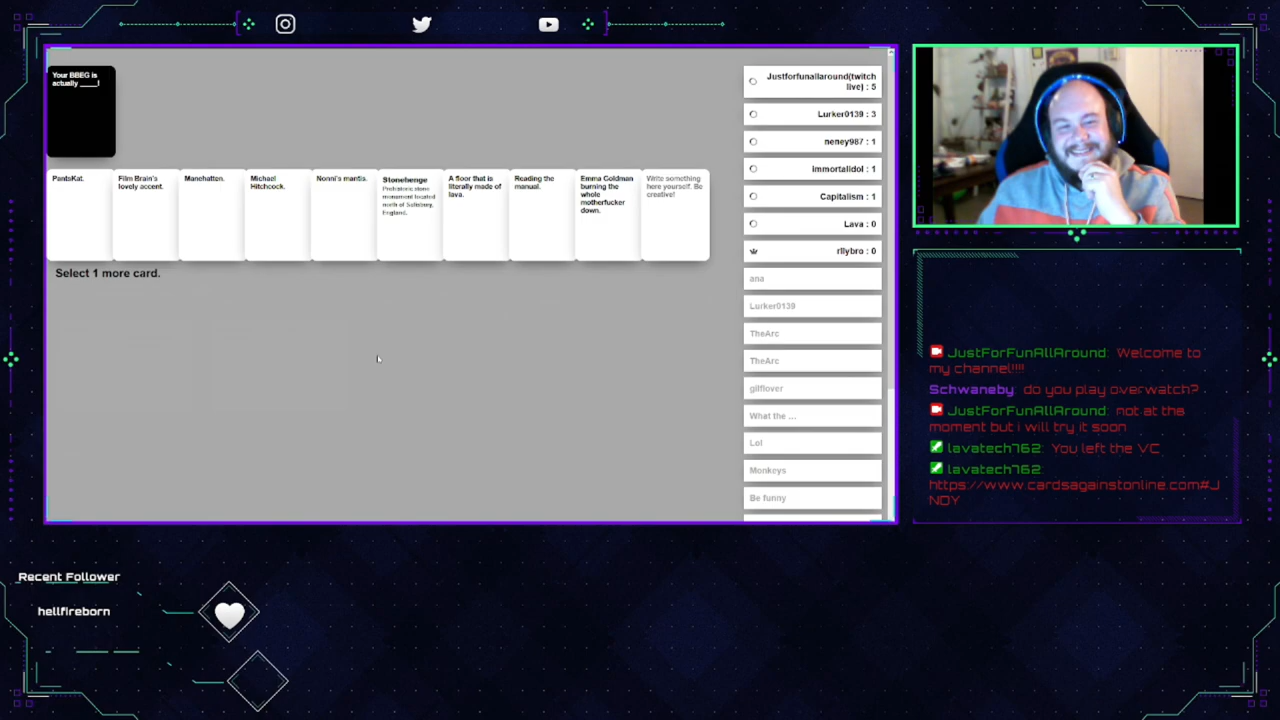 Your BBEG is
actually ____!
PantsKat.
Film Brain's
lovely accent.
Manehatten.
Michael
Hitchcock.
Nonni's mantis.
Stonehenge
Prehistoric stone
monument located
north of Salisbury,
England.
A floor that is
literally made of
lava.
Reading the
manual.
Emma Goldman
burning the
whole
motherfucker
down.
Write something
here yourself. Be
creative!
Select 1 more card.
Justforfunallaround(twitch
live) : 5
Lurker0139 : 3
neney987 : 1
immortalidol : 1
Capitalism : 1
Lava : 0
rllybro : 0
ana
Lurker0139
TheArc
TheArc
gilflover
What the ...
Lol
Monkeys
Be funny
JustForFunAllAround: Welcome to
my channel!!!!
Schwaneby: do you play overwatch?
JustForFunAllAround: not at the
moment but i will try it soon
lavatech762: You left the VC
lavatech762:
https://www.cardsagainstonline.com#J
NDY
Recent Follower
hellfireborn